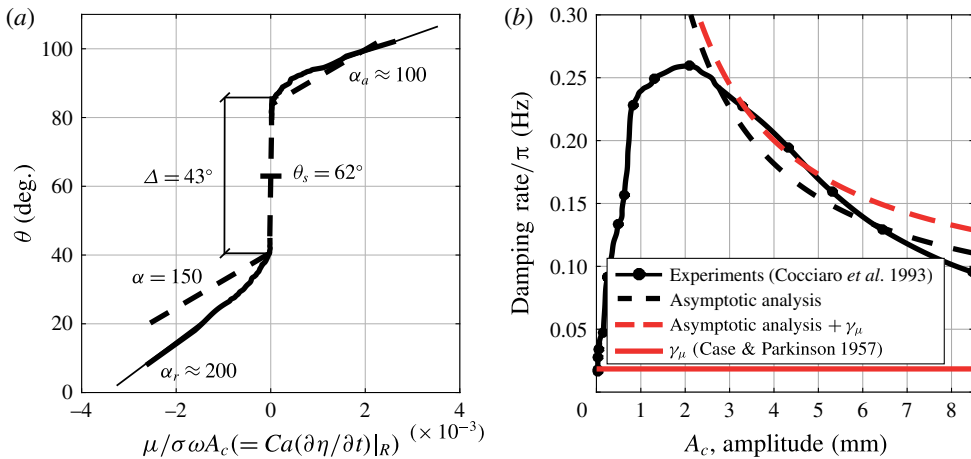 (a)
100
80
60
40
20
0
θ (deg.)
α_a ≈ 100
Δ = 43°
θ_s = 62°
α = 150
α_r ≈ 200
−4 −2 0 2 4
(× 10⁻³)
μ/σ ωA_c(= Ca(∂η/∂t)|_R)
(b)
0.30
0.25
0.20
0.15
0.10
0.05
0
Damping rate/π (Hz)
Experiments (Cocciaro et al. 1993)
Asymptotic analysis
Asymptotic analysis + γ_μ
γ_μ (Case & Parkinson 1957)
0 1 2 3 4 5 6 7 8
A_c, amplitude (mm)